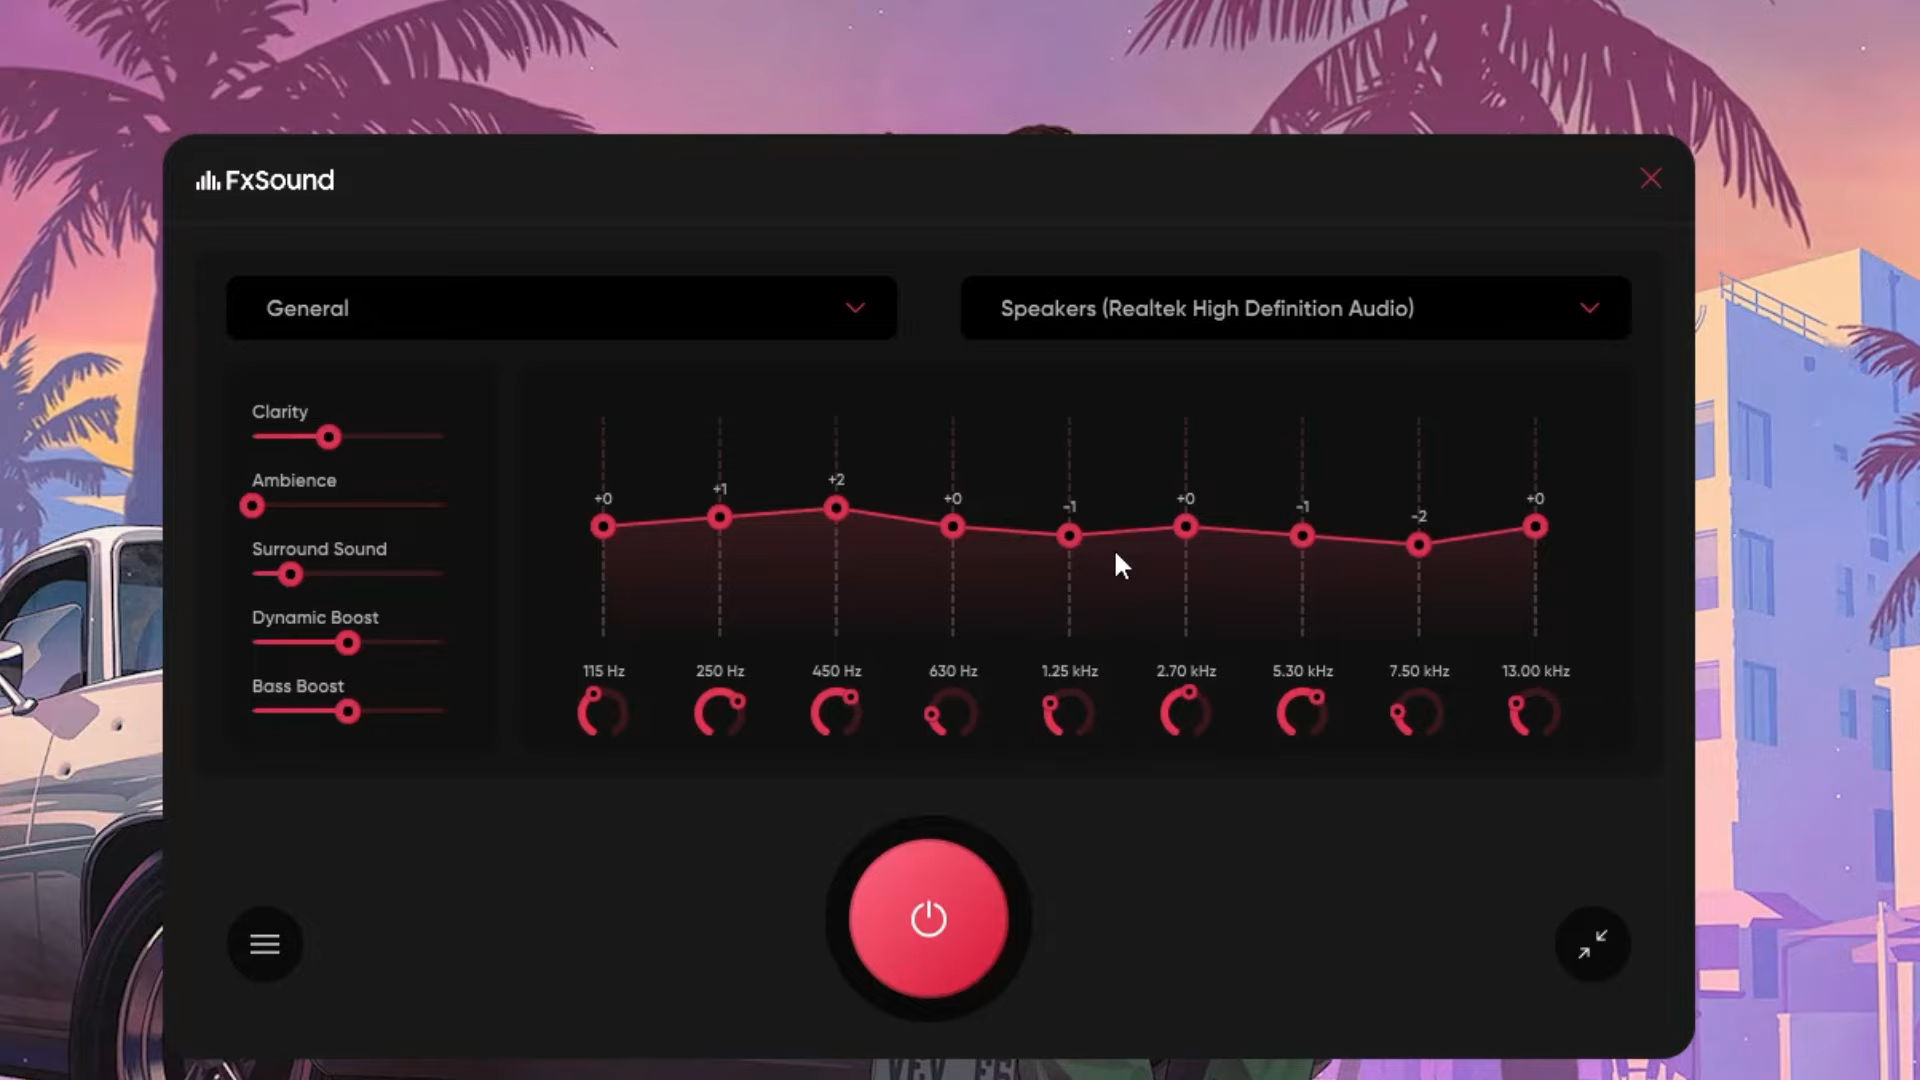 FxSound
General
Speakers (Realtek High Definition Audio)
Clarity
Ambience
Surround Sound
Dynamic Boost
Bass Boost
+0 +1 +2 +0 -1 +0 -1 -2 +0
115 Hz 250 Hz 450 Hz 630 Hz 1.25 kHz 2.70 kHz 5.30 kHz 7.50 kHz 13.00 kHz